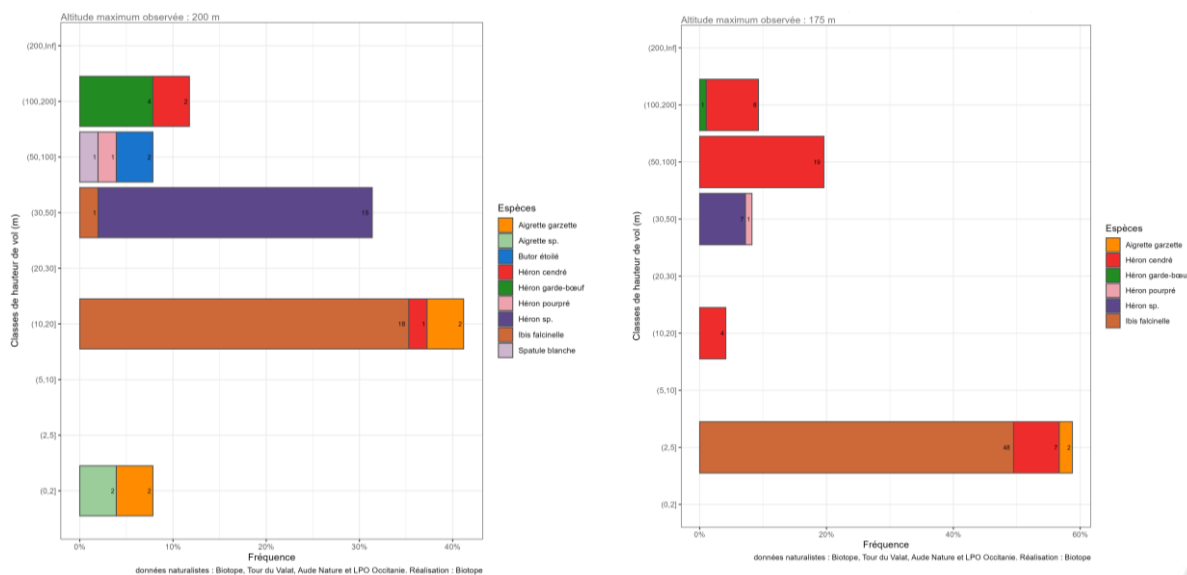 Altitude maximum observée : 200 m
Classes de hauteur de vol (m)
(200,Inf]
(100,200]
4
2
(50,100]
1
1
2
(30,50]
1
15
(20,30]
(10,20]
18
1
2
(5,10]
(2,5]
(0,2]
2
2
0%
10%
20%
30%
40%
Fréquence
données naturalistes : Biotope, Tour du Valat, Aude Nature et LPO Occitanie. Réalisation : Biotope
Espèces
Aigrette garzette
Aigrette sp.
Butor étoilé
Héron cendré
Héron garde-bœuf
Héron pourpré
Héron sp.
Ibis falcinelle
Spatule blanche
Altitude maximum observée : 175 m
Classes de hauteur de vol (m)
(200,Inf]
(100,200]
1
8
(50,100]
19
(30,50]
7
1
(20,30]
(10,20]
4
(5,10]
(2,5]
48
7
2
(0,2]
0%
20%
40%
60%
Fréquence
données naturalistes : Biotope, Tour du Valat, Aude Nature et LPO Occitanie. Réalisation : Biotope
Espèces
Aigrette garzette
Héron cendré
Héron garde-bœu
Héron pourpré
Héron sp.
Ibis falcinelle